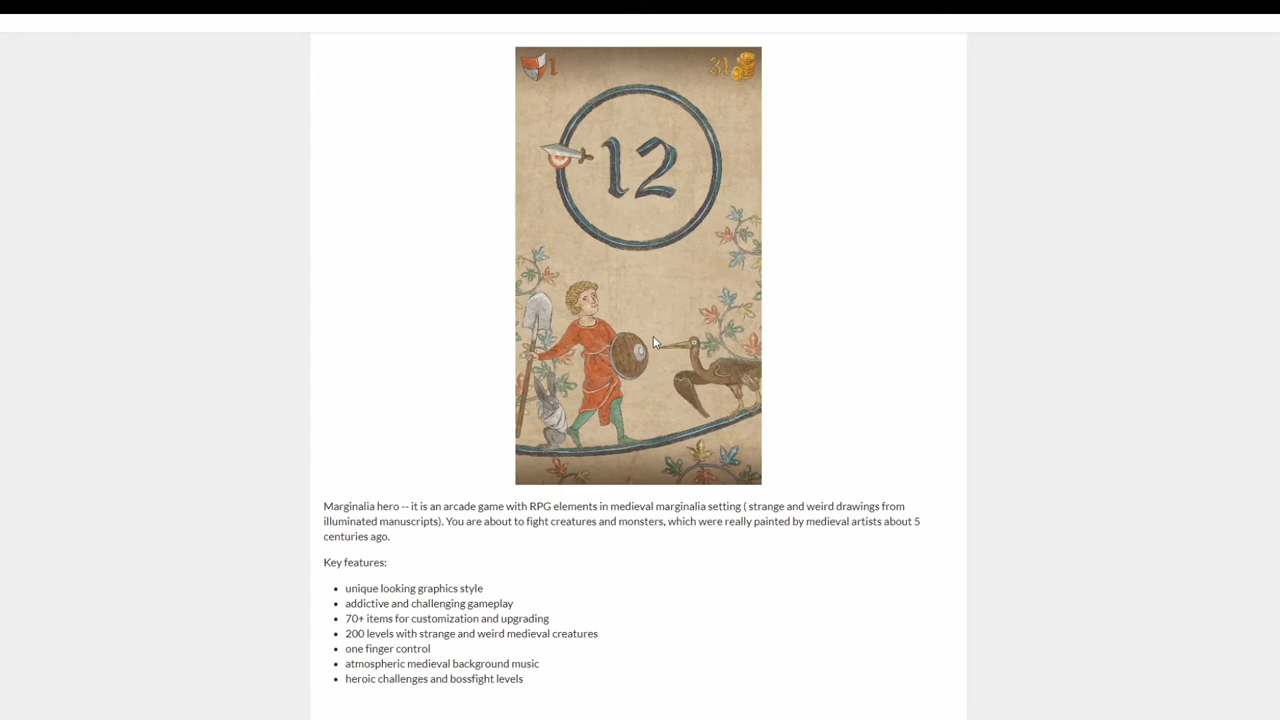 1 31
12
Marginalia hero -- it is an arcade game with RPG elements in medieval marginalia setting ( strange and weird drawings from
illuminated manuscripts). You are about to fight creatures and monsters, which were really painted by medieval artists about 5
centuries ago.
Key features:
• unique looking graphics style
• addictive and challenging gameplay
• 70+ items for customization and upgrading
• 200 levels with strange and weird medieval creatures
• one finger control
• atmospheric medieval background music
• heroic challenges and bossfight levels